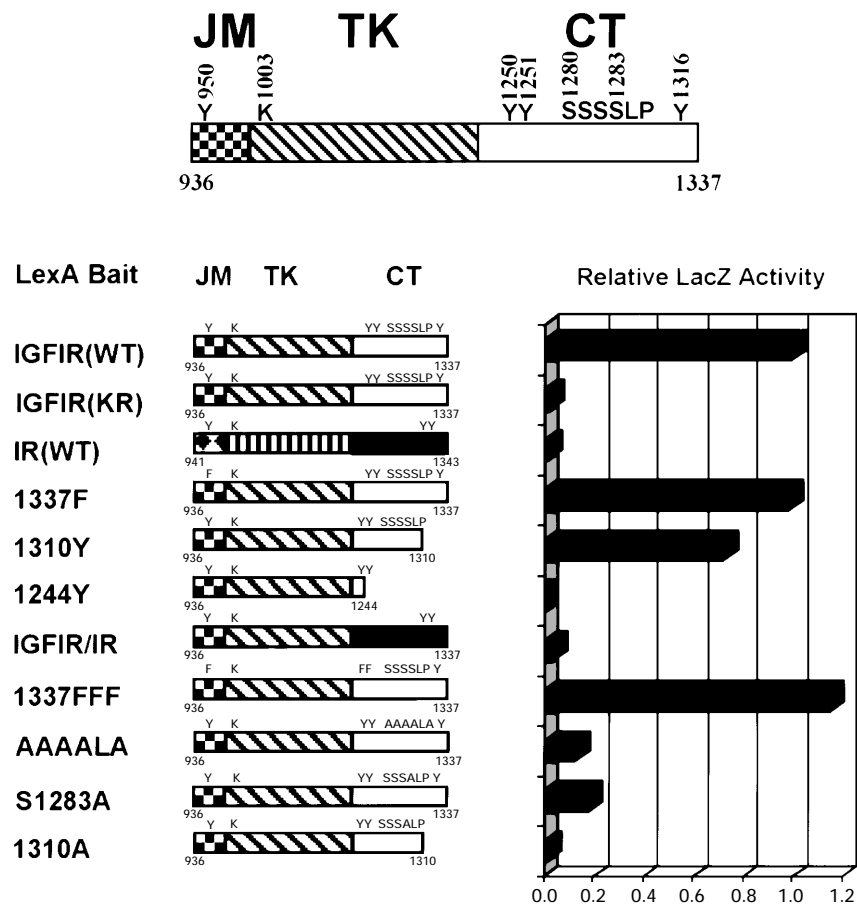 JM TK CT
Y950 K1003 Y1250 Y1251 1280 1283 Y1316
SSSSLP
936 1337
LexA Bait JM TK CT Relative LacZ Activity
Y K YY SSSSLP Y
IGFIR(WT)
936 1337
Y K YY SSSSLP Y
IGFIR(KR)
936 1337
Y K YY
IR(WT)
941 1343
F K YY SSSSLP Y
1337F
936 1337
Y K YY SSSSLP
1310Y
936 1310
Y K YY
1244Y
936 1244
Y K YY
IGFIR/IR
936 1337
F K FF SSSSLP Y
1337FFF
936 1337
Y K YY AAAALA Y
AAAALA
936 1337
Y K YY SSSALP Y
S1283A
936 1337
Y K YY SSSALP
1310A
936 1310
0.0 0.2 0.4 0.6 0.8 1.0 1.2